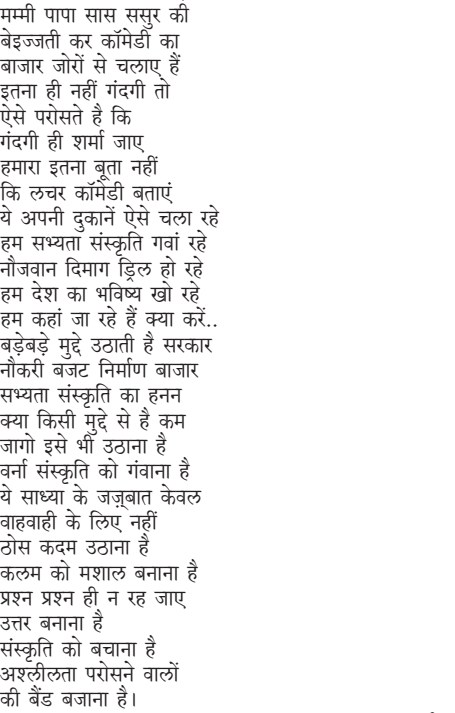 मम्मी पापा सास ससुर की
बेइज्जती कर कॉमेडी का
बाजार जोरों से चलाए हैं
इतना ही नहीं गंदगी तो
ऐसे परोसते है कि
गंदगी ही शर्मा जाए
हमारा इतना बूता नहीं
कि लचर कॉमेडी बताएं
ये अपनी दुकानें ऐसे चला रहे
हम सभ्यता संस्कृति गवां रहे
नौजवान दिमाग ड्रिल हो रहे
हम देश का भविष्य खो रहे
हम कहां जा रहे हैं क्या करें..
बड़ेबड़े मुद्दे उठाती है सरकार
नौकरी बजट निर्माण बाजार
सभ्यता संस्कृति का हनन
क्या किसी मुद्दे से है कम
जागो इसे भी उठाना है
वर्ना संस्कृति को गंवाना है
ये साध्या के जज़्बात केवल
वाहवाही के लिए नहीं
ठोस कदम उठाना है
कलम को मशाल बनाना है
प्रश्न प्रश्न ही न रह जाए
उत्तर बनाना है
संस्कृति को बचाना है
अश्लीलता परोसने वालों
की बैंड बजाना है।